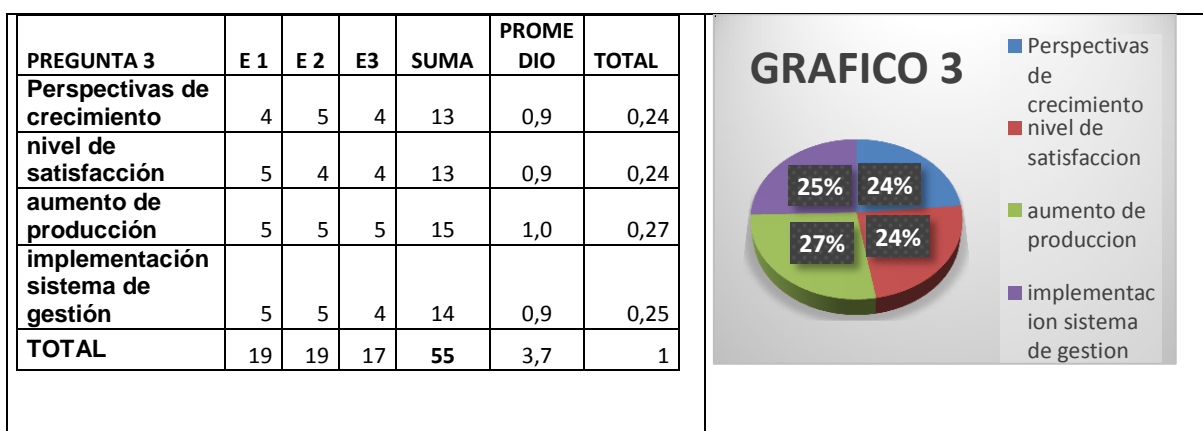 PROME
PREGUNTA 3 E 1 E 2 E3 SUMA DIO TOTAL
Perspectivas de
crecimiento 4 5 4 13 0,9 0,24
nivel de
satisfacción 5 4 4 13 0,9 0,24
aumento de
producción 5 5 5 15 1,0 0,27
implementación
sistema de
gestión 5 5 4 14 0,9 0,25
TOTAL 19 19 17 55 3,7 1
GRAFICO 3
25% 24%
27% 24%
Perspectivas
de
crecimiento
nivel de
satisfaccion
aumento de
produccion
implementac
ion sistema
de gestion